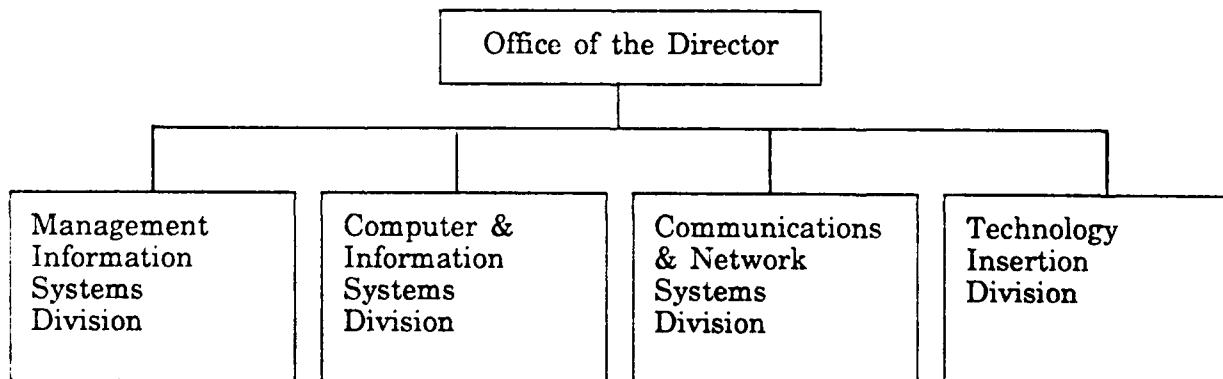 Office of the Director
Management
Information
Systems
Division
Computer &
Information
Systems
Division
Communications
& Network
Systems
Division
Technology
Insertion
Division